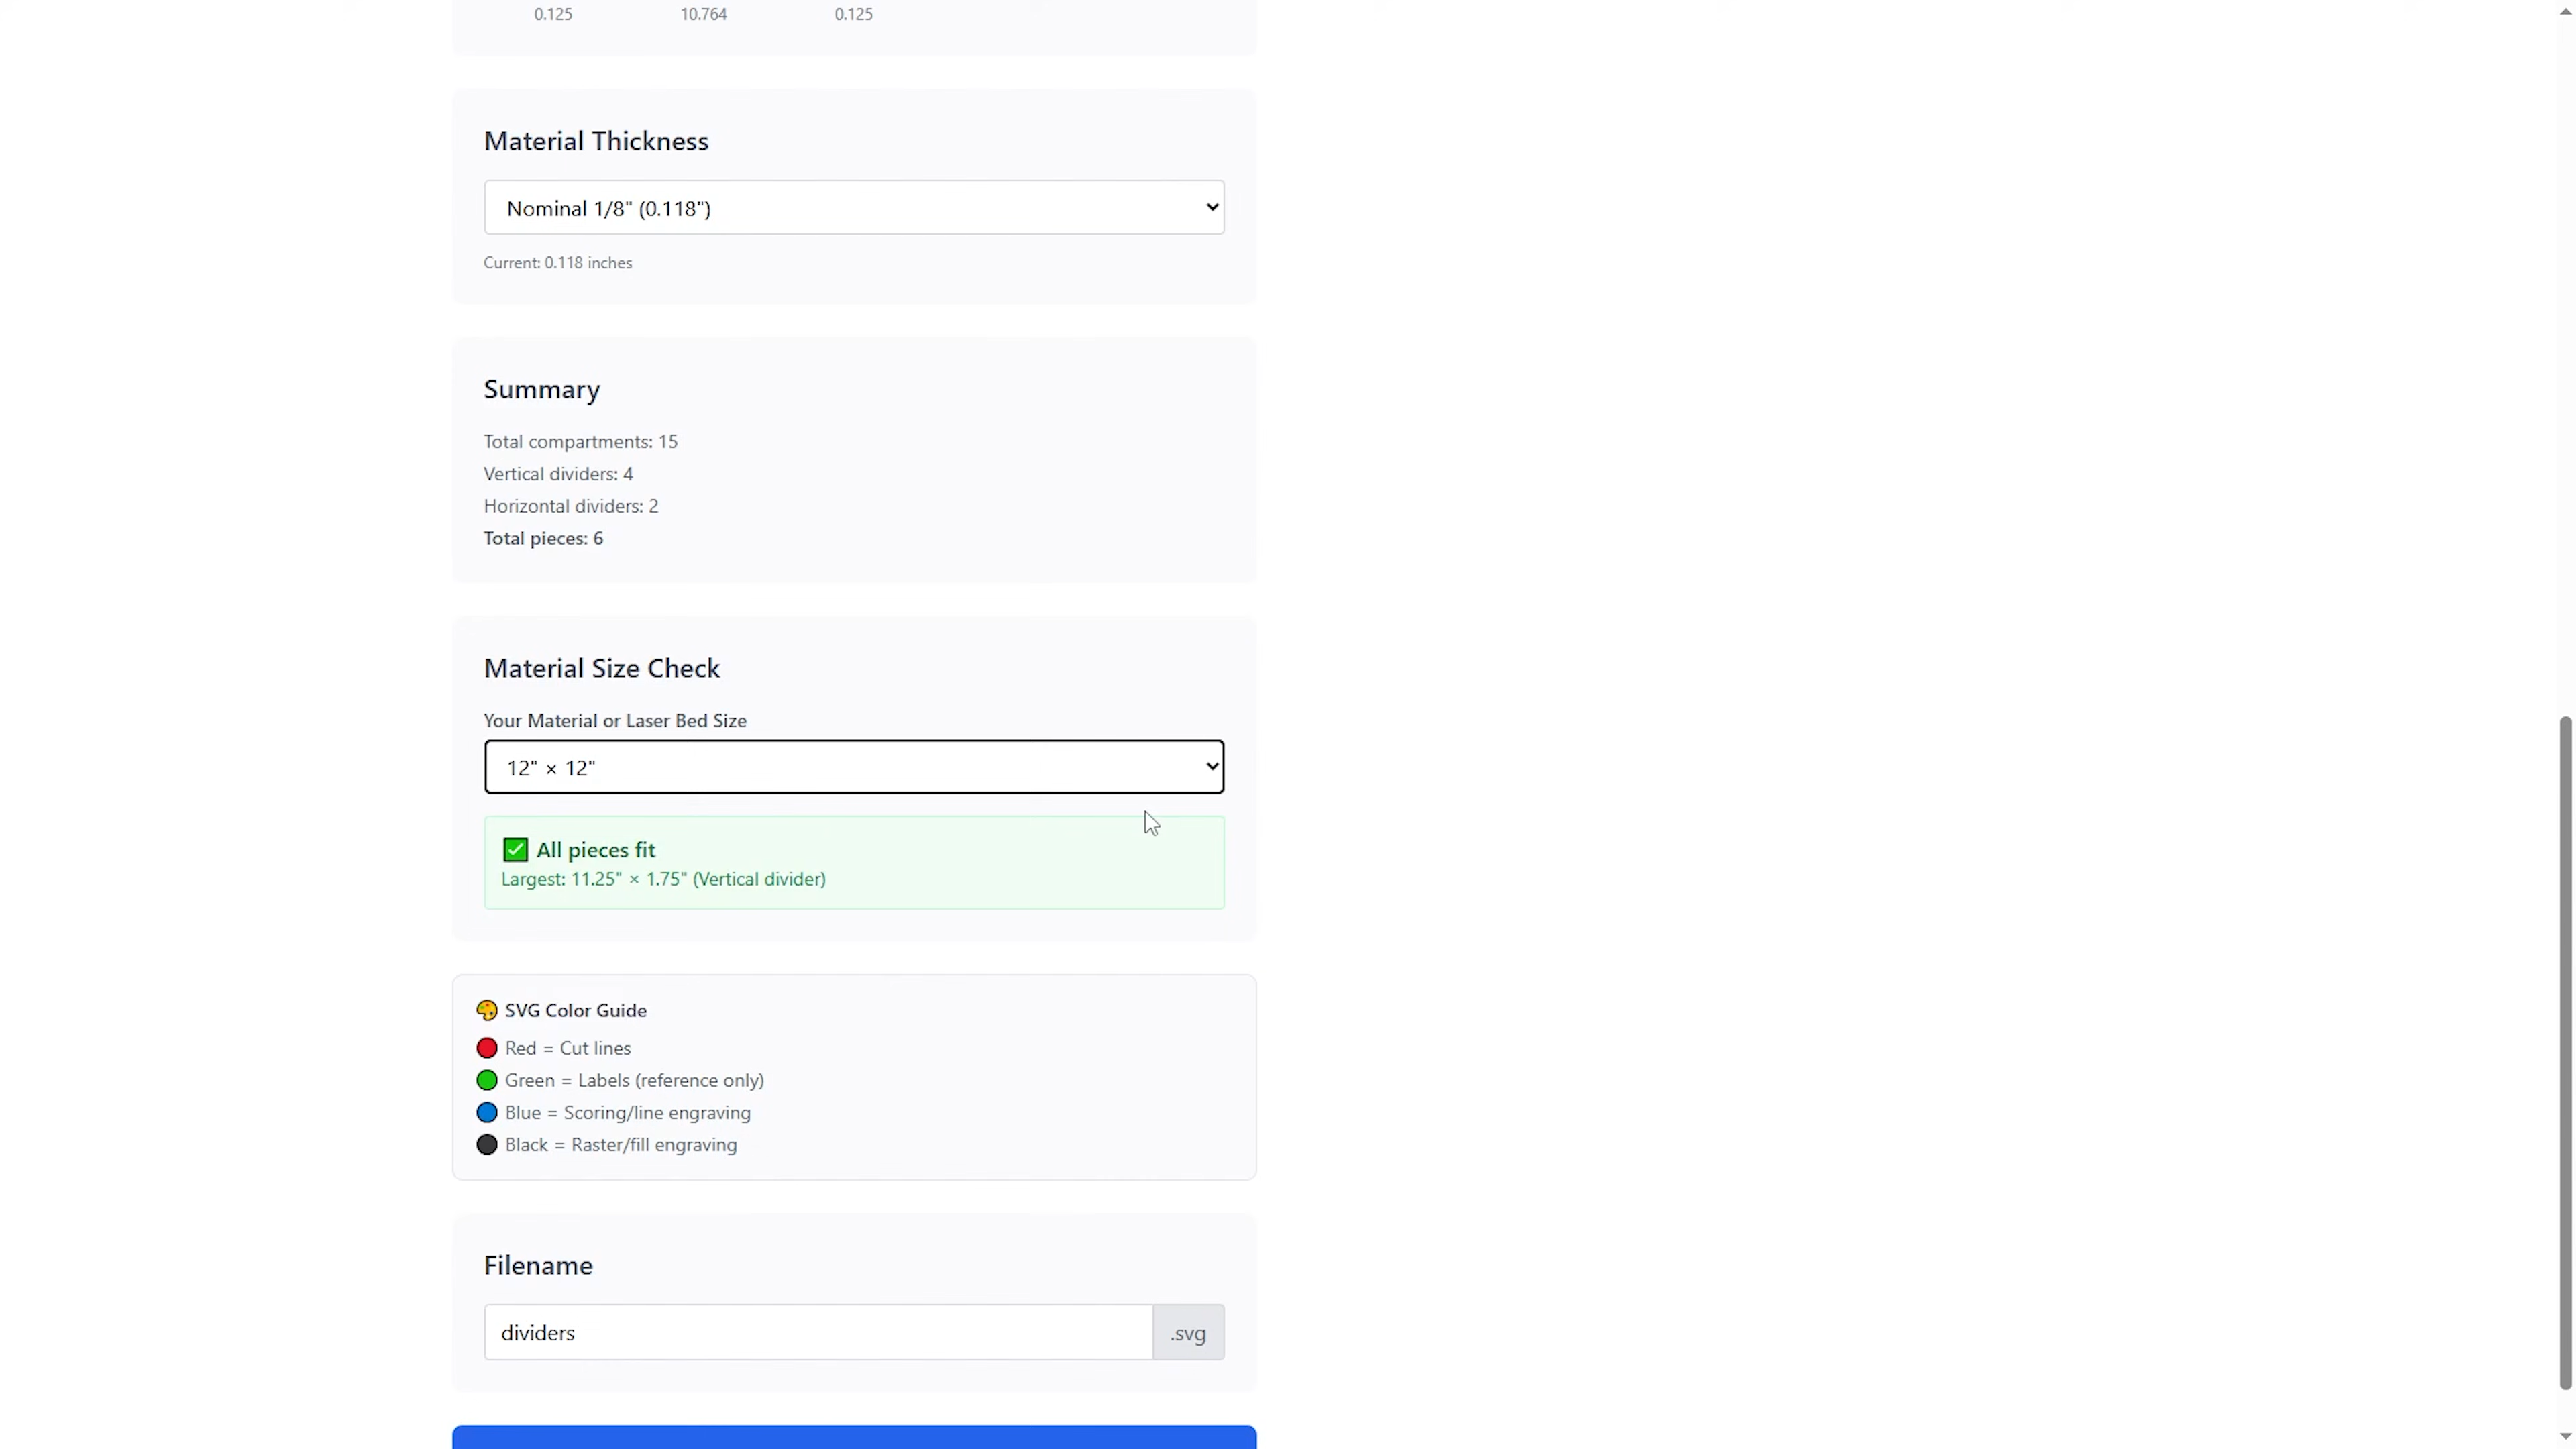 0.125 10.764 0.125
Material Thickness
Nominal 1/8" (0.118")
Current: 0.118 inches
Summary
Total compartments: 15
Vertical dividers: 4
Horizontal dividers: 2
Total pieces: 6
Material Size Check
Your Material or Laser Bed Size
12" × 12"
All pieces fit
Largest: 11.25" × 1.75" (Vertical divider)
SVG Color Guide
Red = Cut lines
Green = Labels (reference only)
Blue = Scoring/line engraving
Black = Raster/fill engraving
Filename
dividers .svg